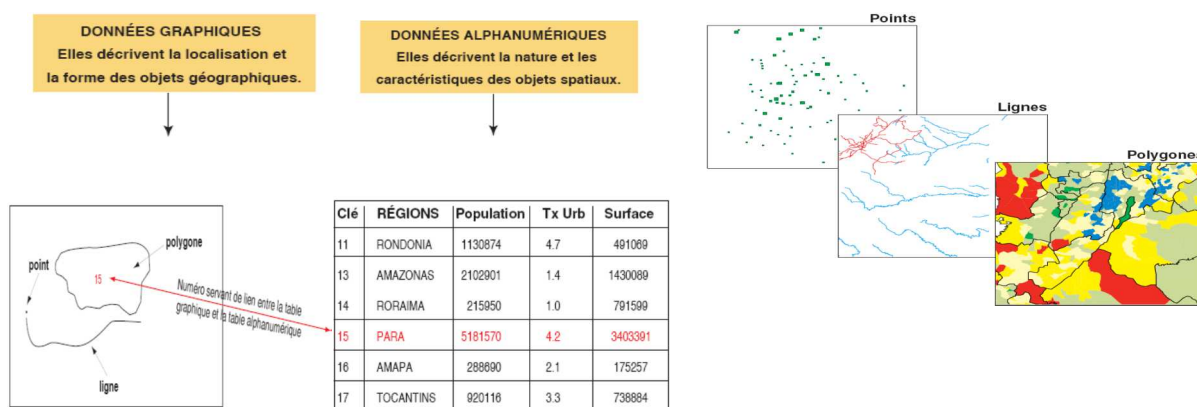 DONNÉES GRAPHIQUES
Elles décrivent la localisation et
la forme des objets géographiques.
DONNÉES ALPHANUMÉRIQUES
Elles décrivent la nature et les
caractéristiques des objets spatiaux.
Points
Lignes
Polygones
point
polygone
15
ligne
Numéro servant de lien entre la table
graphique et la table alphanumérique
Clé RÉGIONS Population Tx Urb Surface
11 RONDONIA 1130874 4.7 491069
13 AMAZONAS 2102901 1.4 1430089
14 RORAIMA 215950 1.0 791599
15 PARA 5181570 4.2 3403391
16 AMAPA 288690 2.1 175257
17 TOCANTINS 920116 3.3 738884